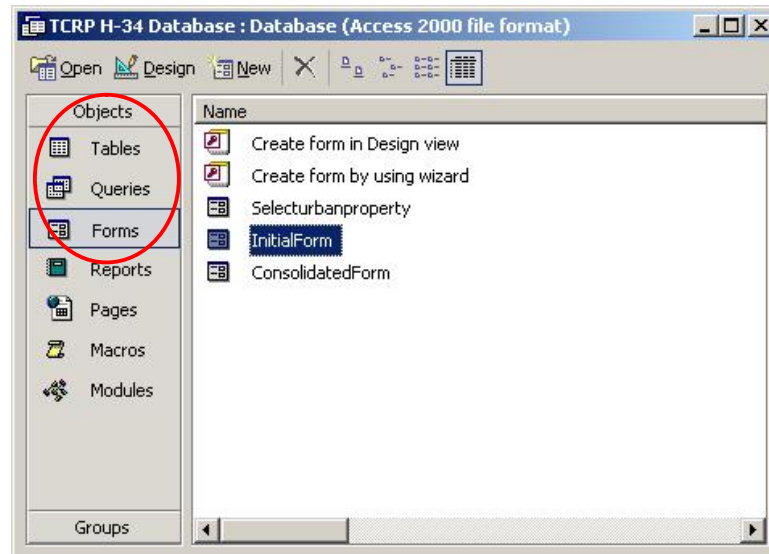 TCRP H-34 Database : Database (Access 2000 file format)
Open Design New
Objects
Tables
Queries
Forms
Reports
Pages
Macros
Modules
Groups
Name
Create form in Design view
Create form by using wizard
Selecturbanproperty
InitialForm
ConsolidatedForm